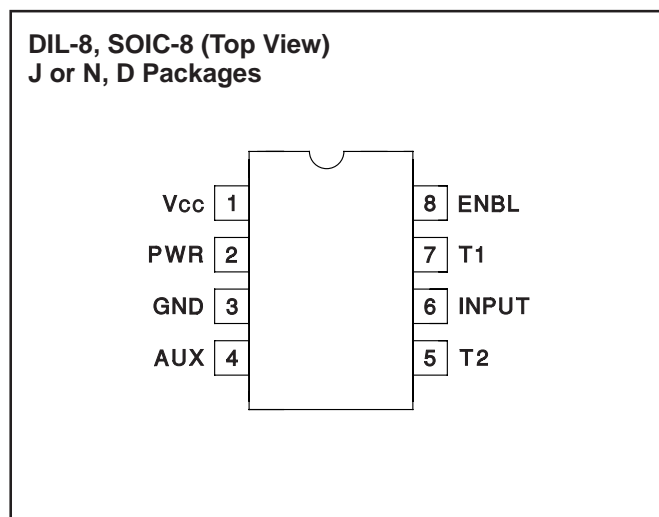 DIL-8, SOIC-8 (Top View)
J or N, D Packages
Vcc 1 8 ENBL
PWR 2 7 T1
GND 3 6 INPUT
AUX 4 5 T2